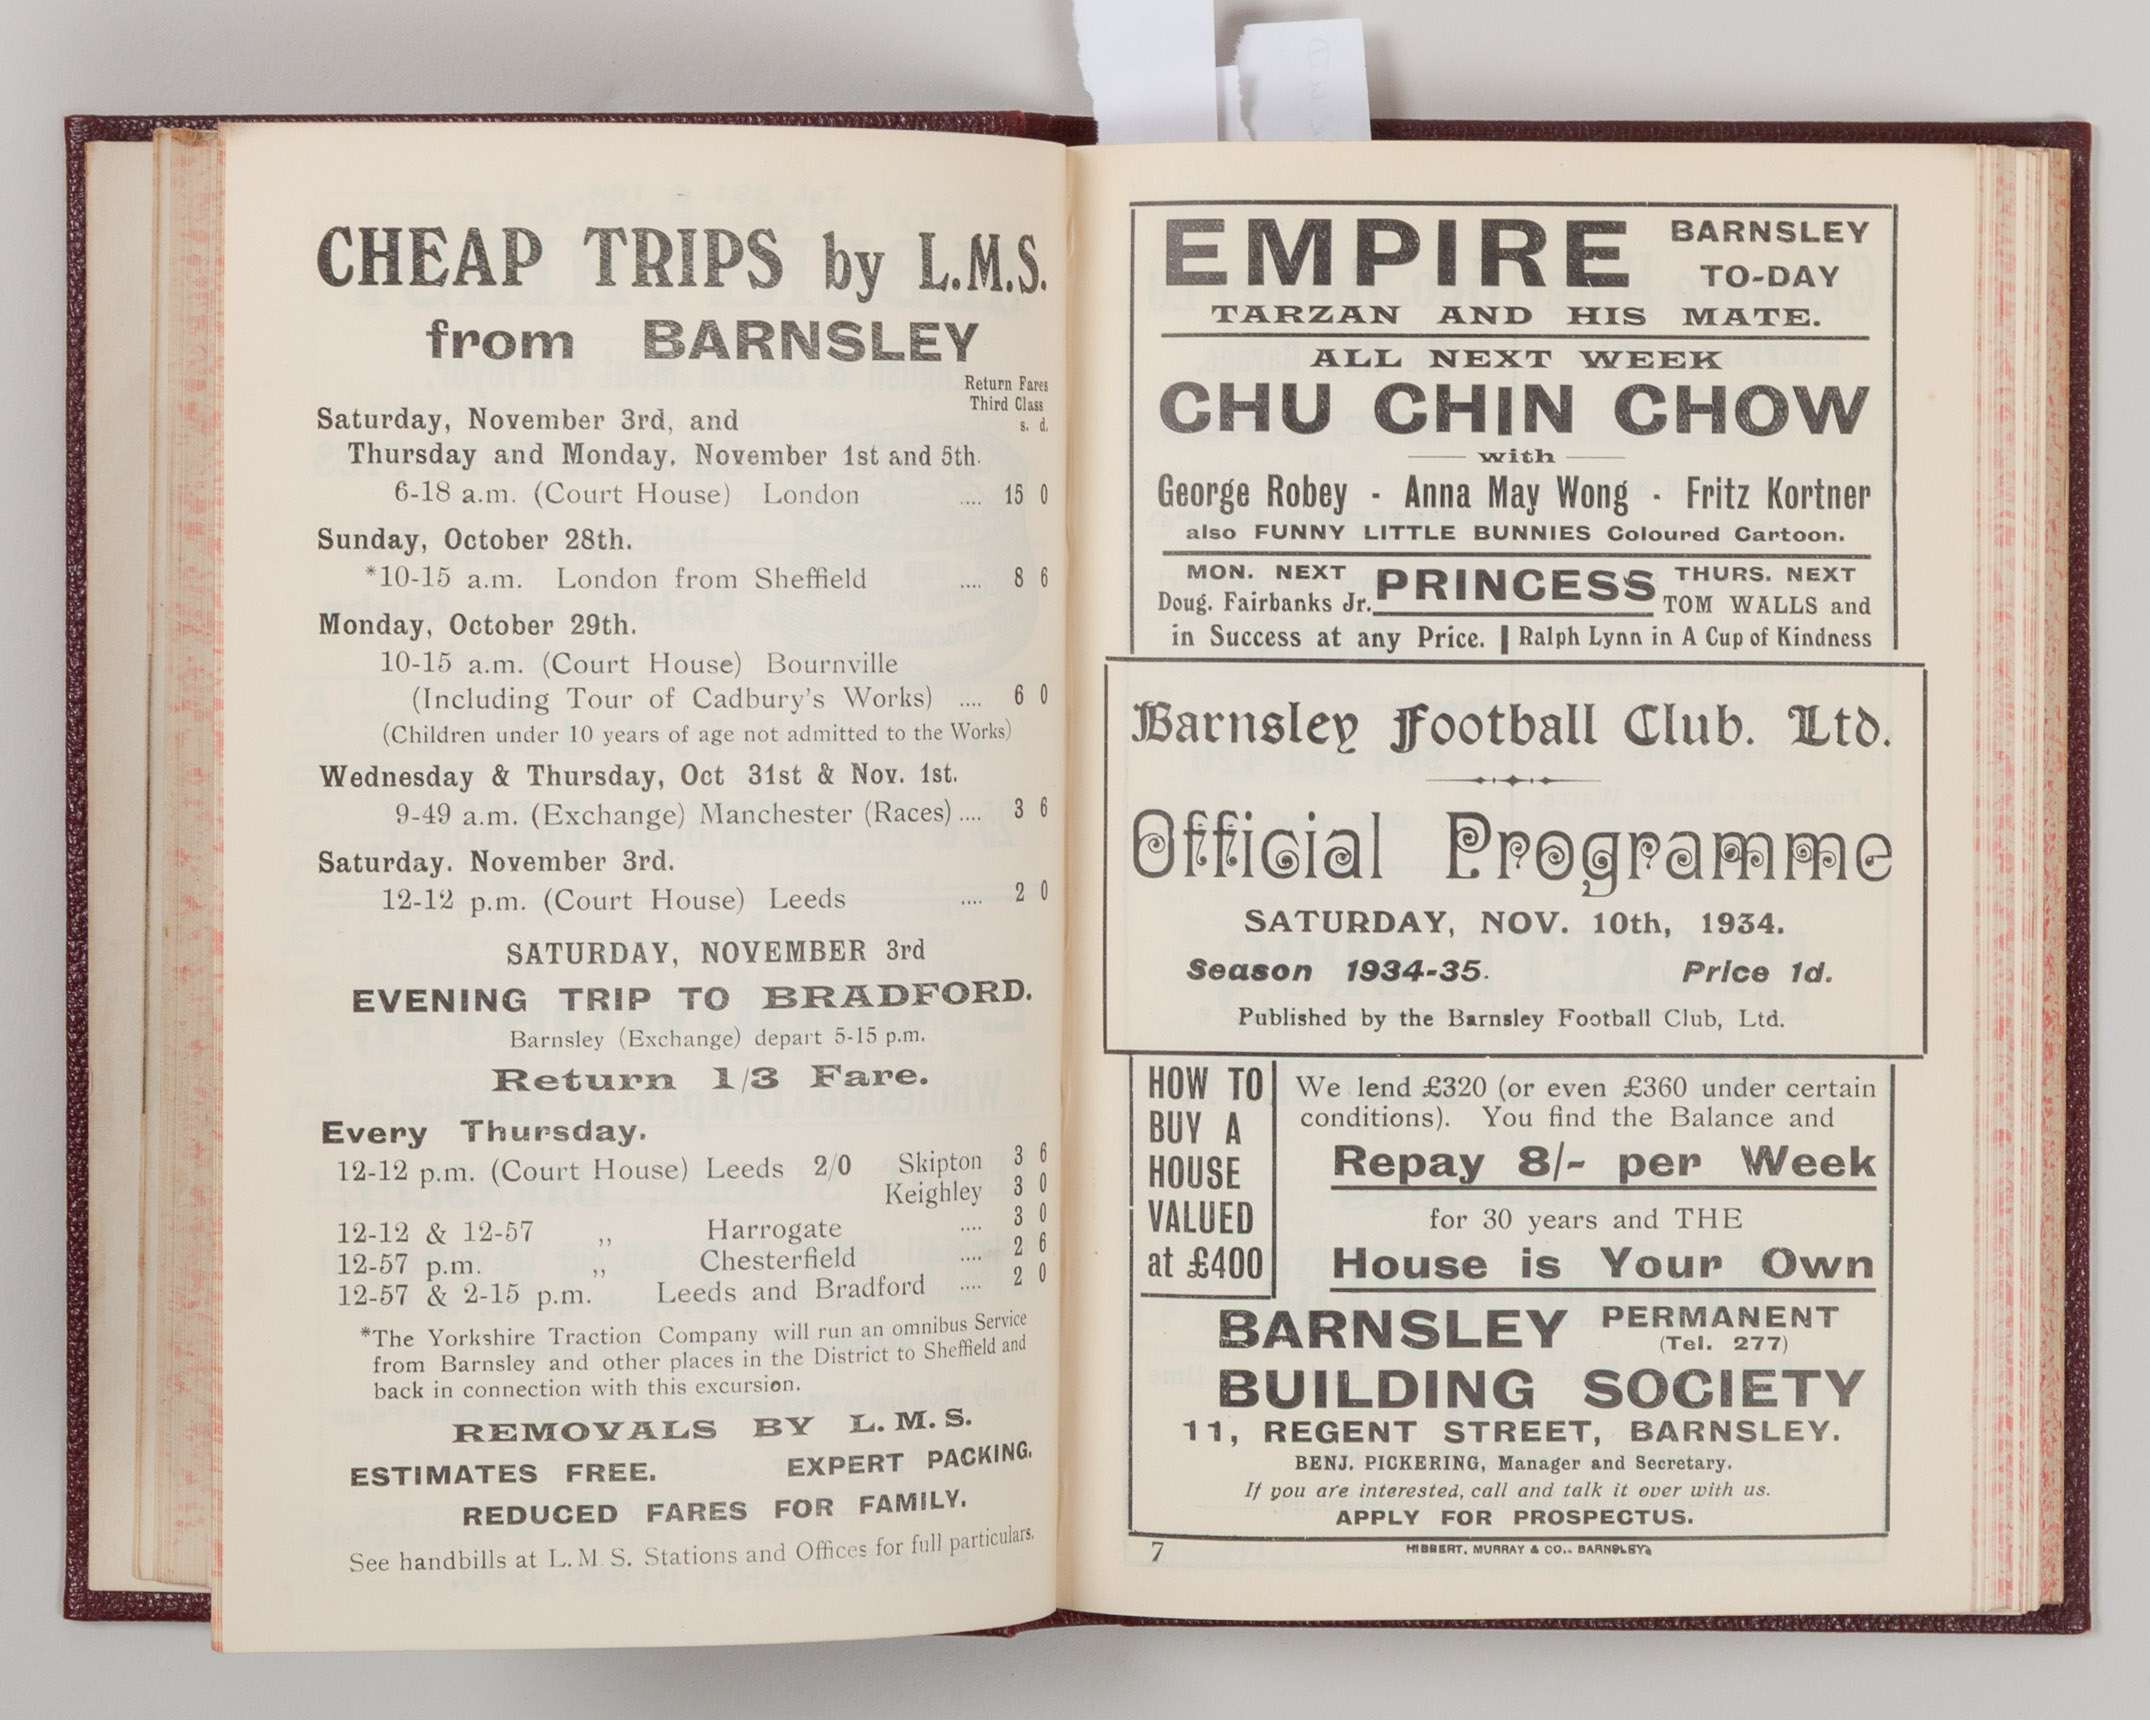 CHEAP TRIPS by L.M.S.
from BARNSLEY
Return Fares
Third Class
s. d.
Saturday, November 3rd, and
Thursday and Monday, November 1st and 5th.
6-18 a.m. (Court House) London .... 15 0
Sunday, October 28th.
*10-15 a.m. London from Sheffield .... 8 6
Monday, October 29th.
10-15 a.m. (Court House) Bournville
(Including Tour of Cadbury's Works) .... 6 0
(Children under 10 years of age not admitted to the Works)
Wednesday & Thursday, Oct 31st & Nov. 1st.
9-49 a.m. (Exchange) Manchester (Races) .... 3 6
Saturday. November 3rd.
12-12 p.m. (Court House) Leeds .... 2 0
SATURDAY, NOVEMBER 3rd
EVENING TRIP TO BRADFORD.
Barnsley (Exchange) depart 5-15 p.m.
Return 1/3 Fare.
Every Thursday.
12-12 p.m. (Court House) Leeds 2/0 Skipton 3 6
Keighley 3 0
12-12 & 12-57 ,, Harrogate .... 3 0
12-57 p.m. ,, Chesterfield .... 2 6
12-57 & 2-15 p.m. Leeds and Bradford .... 2 0
*The Yorkshire Traction Company will run an omnibus Service
from Barnsley and other places in the District to Sheffield and
back in connection with this excursion.
REMOVALS BY L.M.S.
ESTIMATES FREE. EXPERT PACKING.
REDUCED FARES FOR FAMILY.
See handbills at L.M.S. Stations and Offices for full particulars.
EMPIRE BARNSLEY
TO-DAY
TARZAN AND HIS MATE.
ALL NEXT WEEK
CHU CHIN CHOW
with
George Robey - Anna May Wong - Fritz Kortner
also FUNNY LITTLE BUNNIES Coloured Cartoon.
MON. NEXT PRINCESS THURS. NEXT
Doug. Fairbanks Jr. TOM WALLS and
in Success at any Price. Ralph Lynn in A Cup of Kindness
Barnsley Football Club. Ltd.
Official Programme
SATURDAY, NOV. 10th, 1934.
Season 1934-35. Price 1d.
Published by the Barnsley Football Club, Ltd.
HOW TO
BUY A
HOUSE
VALUED
at £400
We lend £320 (or even £360 under certain
conditions). You find the Balance and
Repay 8/- per Week
for 30 years and THE
House is Your Own
BARNSLEY PERMANENT
(Tel. 277)
BUILDING SOCIETY
11, REGENT STREET, BARNSLEY.
BENJ. PICKERING, Manager and Secretary.
If you are interested, call and talk it over with us.
APPLY FOR PROSPECTUS.
7 HIBBERT, MURRAY & CO., BARNSLEY.